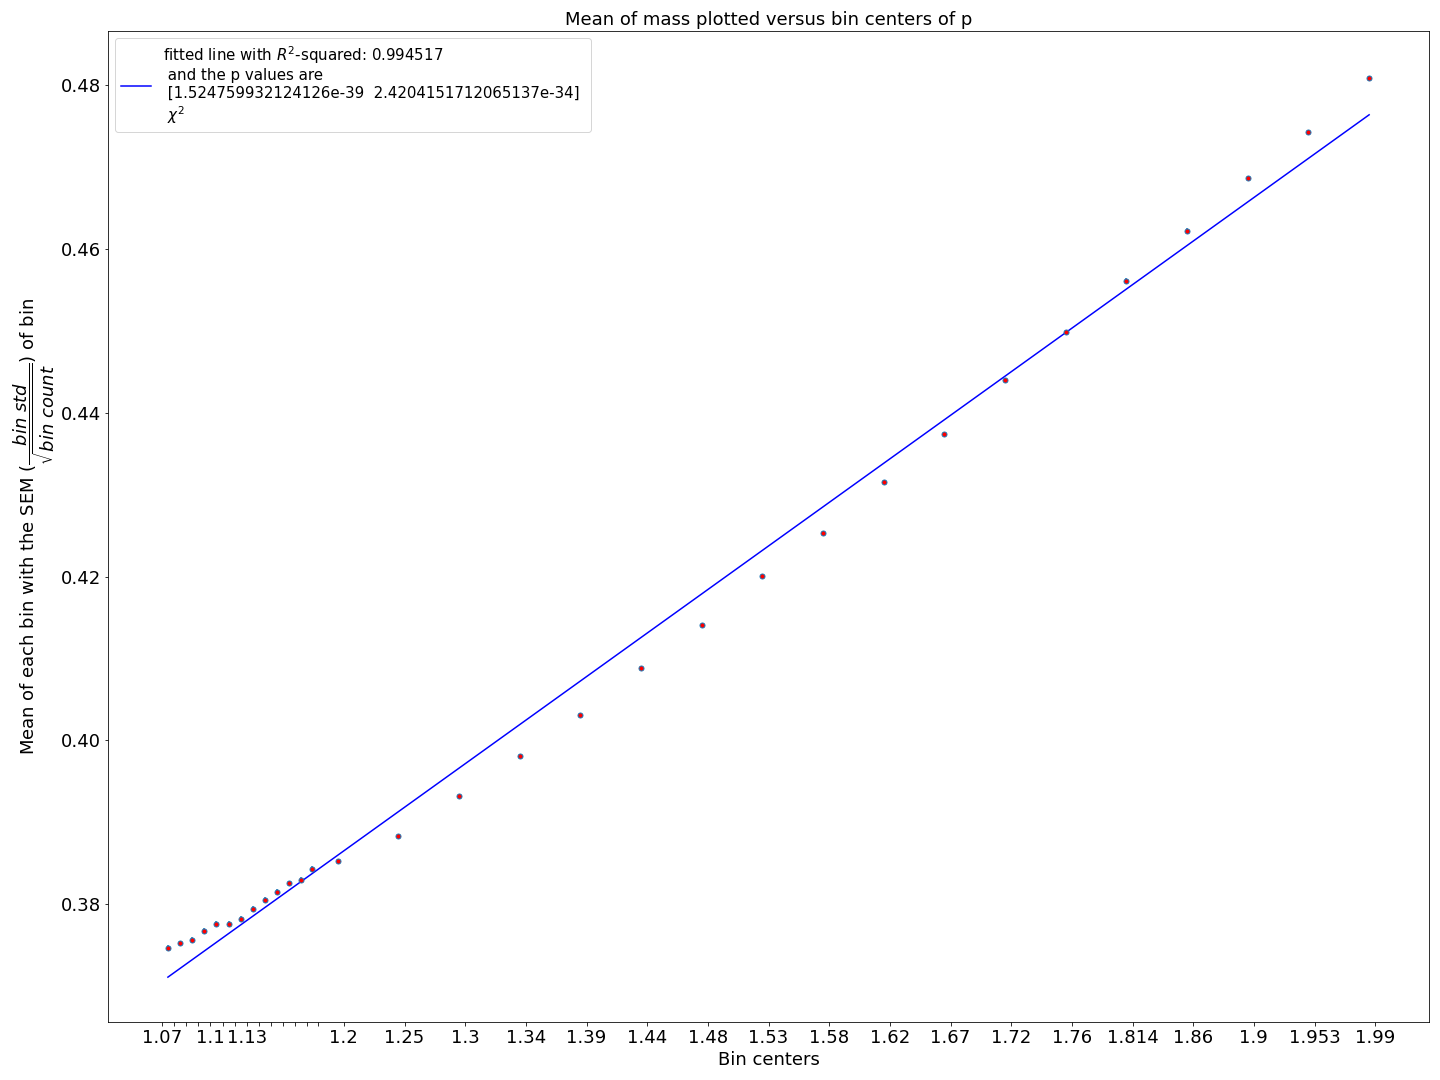 Mean of mass plotted versus bin centers of p
fitted line with R²-squared: 0.994517
and the p values are
[1.524759932124126e-39 2.4204151712065137e-34]
χ²
0.48
0.46
0.44
0.42
0.40
0.38
Mean of each bin with the SEM (bin std / √bin count) of bin
1.07 1.11 1.13 1.2 1.25 1.3 1.34 1.39 1.44 1.48 1.53 1.58 1.62 1.67 1.72 1.76 1.814 1.86 1.9 1.953 1.99
Bin centers